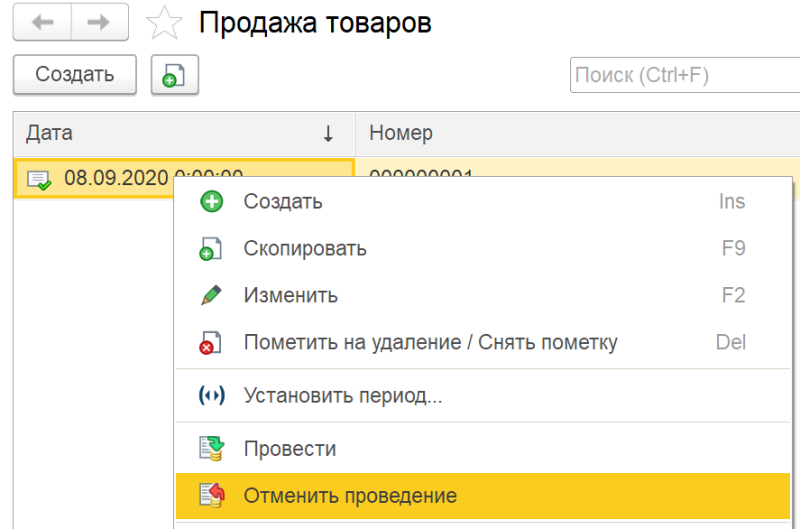 Продажа товаров
Создать
Поиск (Ctrl+F)
Дата ↓ Номер
08.09.2020 0:00:00 000000001
Создать Ins
Скопировать F9
Изменить F2
Пометить на удаление / Снять пометку Del
Установить период...
Провести
Отменить проведение